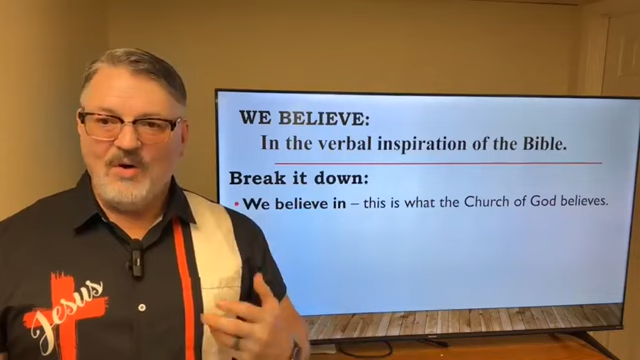 WE BELIEVE:
In the verbal inspiration of the Bible.
Break it down:
• We believe in – this is what the Church of God believes.
Jesus